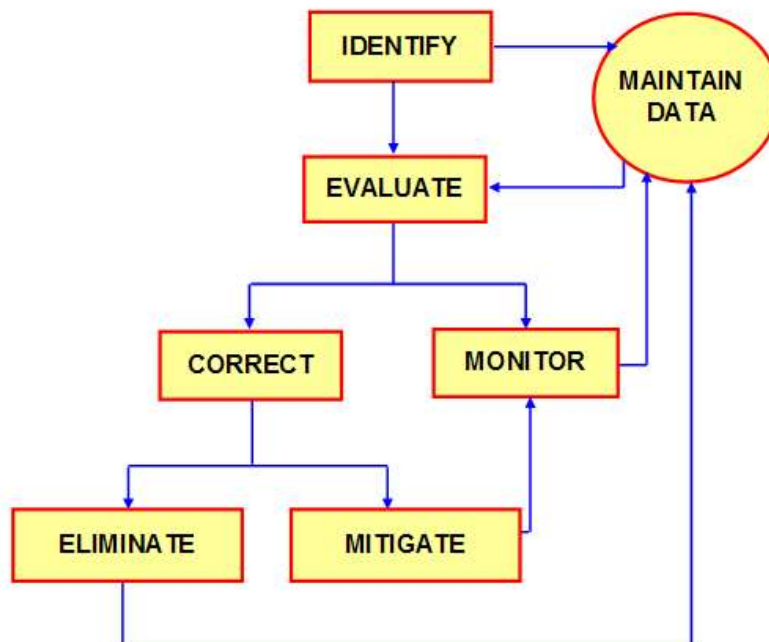 IDENTIFY
MAINTAIN
DATA
EVALUATE
CORRECT
MONITOR
ELIMINATE
MITIGATE